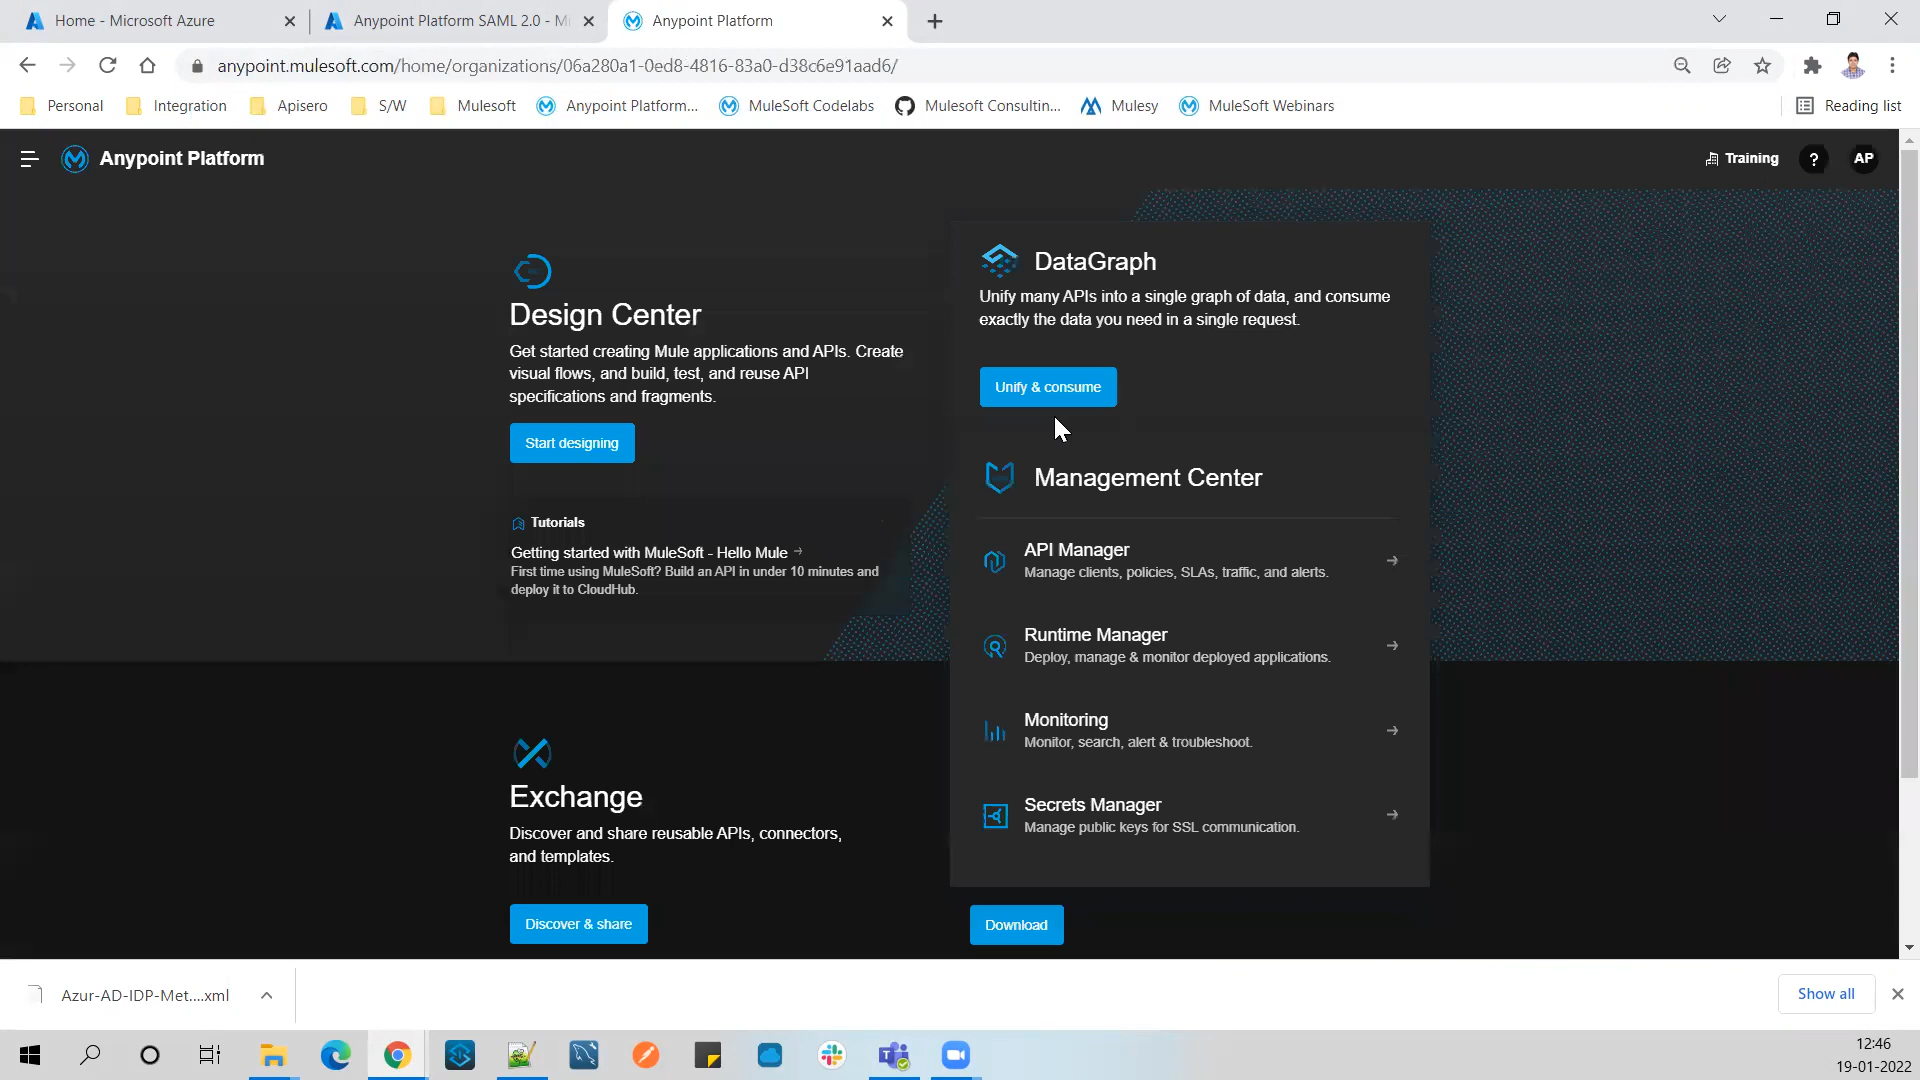 Home - Microsoft Azure
Anypoint Platform SAML 2.0 - Mi
Anypoint Platform
anypoint.mulesoft.com/home/organizations/06a280a1-0ed8-4816-83a0-d38c6e91aad6/
Personal
Integration
Apisero
S/W
Mulesoft
Anypoint Platform...
MuleSoft Codelabs
Mulesoft Consultin...
Mulesy
MuleSoft Webinars
Reading list
Anypoint Platform
Training
?
AP
Design Center
Get started creating Mule applications and APIs. Create
visual flows, and build, test, and reuse API
specifications and fragments.
Start designing
Tutorials
Getting started with MuleSoft - Hello Mule →
First time using MuleSoft? Build an API in under 10 minutes and
deploy it to CloudHub.
DataGraph
Unify many APIs into a single graph of data, and consume
exactly the data you need in a single request.
Unify & consume
Management Center
API Manager
Manage clients, policies, SLAs, traffic, and alerts.
Runtime Manager
Deploy, manage & monitor deployed applications.
Monitoring
Monitor, search, alert & troubleshoot.
Secrets Manager
Manage public keys for SSL communication.
Exchange
Discover and share reusable APIs, connectors,
and templates.
Discover & share
Download
Azur-AD-IDP-Met....xml
Show all
12:46
19-01-2022